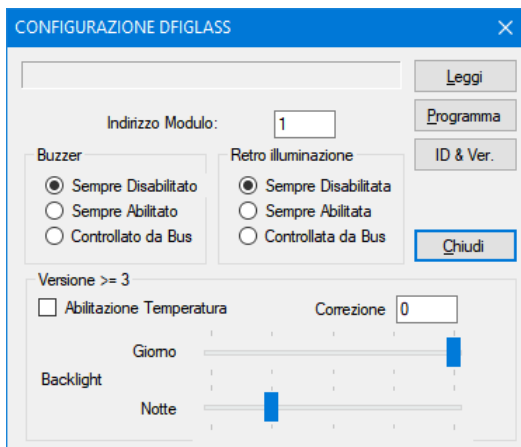 CONFIGURAZIONE DFIGLASS
Leggi
Indirizzo Modulo: 1
Programma
Buzzer
Retro illuminazione
ID & Ver.
Sempre Disabilitato
Sempre Disabilitata
Sempre Abilitato
Sempre Abilitata
Controllato da Bus
Controllata da Bus
Chiudi
Versione >= 3
Abilitazione Temperatura
Correzione 0
Giorno
Backlight
Notte